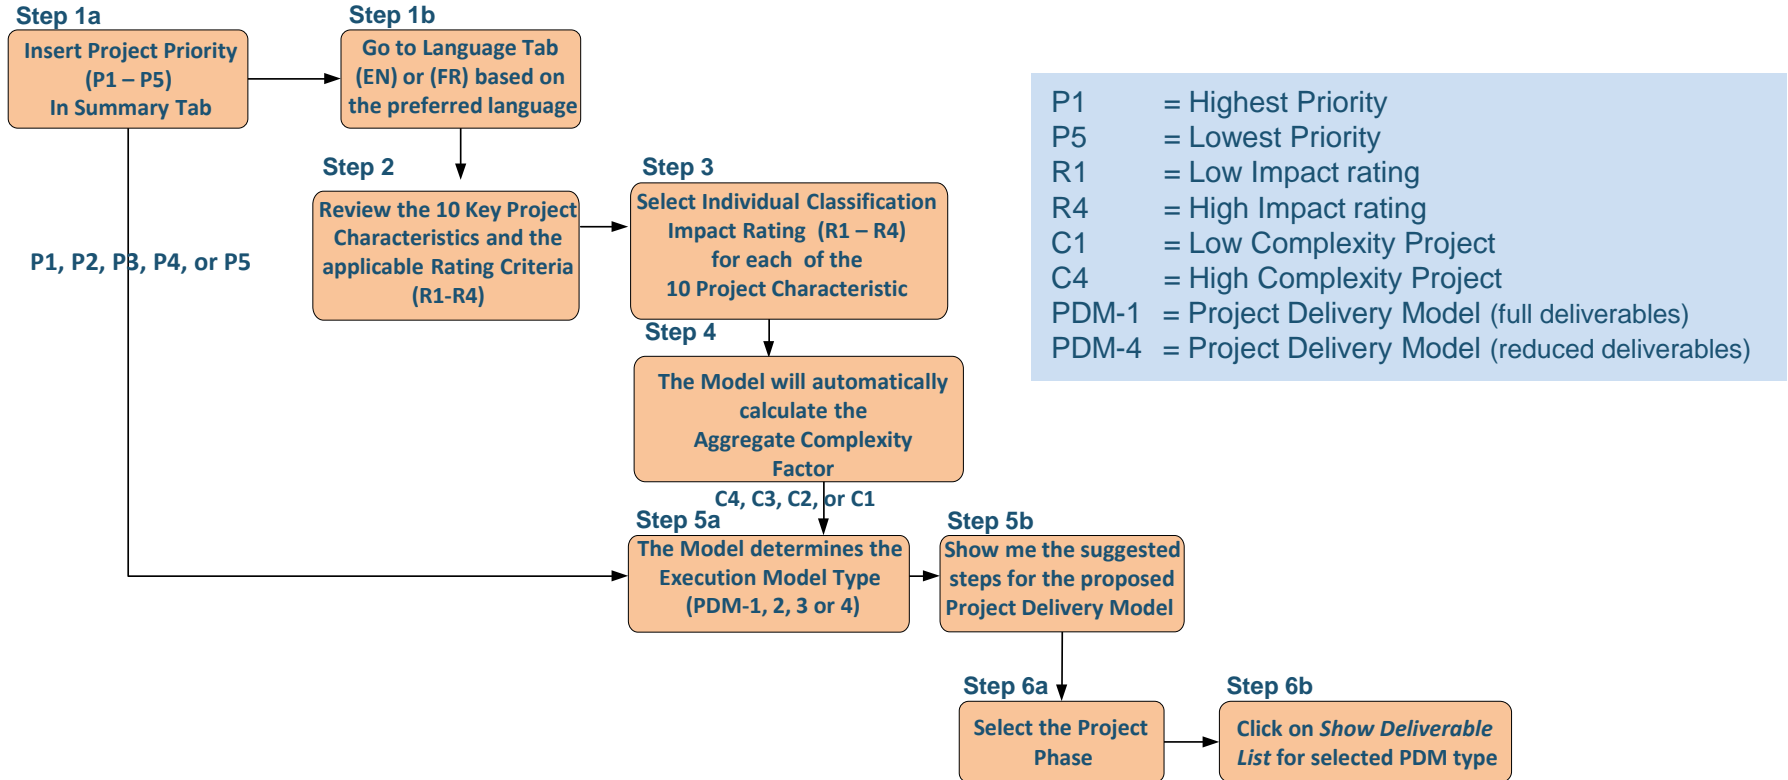 Step 1a
Insert Project Priority
(P1 – P5)
In Summary Tab
Step 1b
Go to Language Tab
(EN) or (FR) based on
the preferred language
P1, P2, P3, P4, or P5
Step 2
Review the 10 Key Project
Characteristics and the
applicable Rating Criteria
(R1-R4)
Step 3
Select Individual Classification
Impact Rating (R1 – R4)
for each of the
10 Project Characteristic
Step 4
The Model will automatically
calculate the
Aggregate Complexity
Factor
C4, C3, C2, or C1
Step 5a
The Model determines the
Execution Model Type
(PDM-1, 2, 3 or 4)
Step 5b
Show me the suggested
steps for the proposed
Project Delivery Model
Step 6a
Select the Project
Phase
Step 6b
Click on Show Deliverable
List for selected PDM type
P1 = Highest Priority
P5 = Lowest Priority
R1 = Low Impact rating
R4 = High Impact rating
C1 = Low Complexity Project
C4 = High Complexity Project
PDM-1 = Project Delivery Model (full deliverables)
PDM-4 = Project Delivery Model (reduced deliverables)